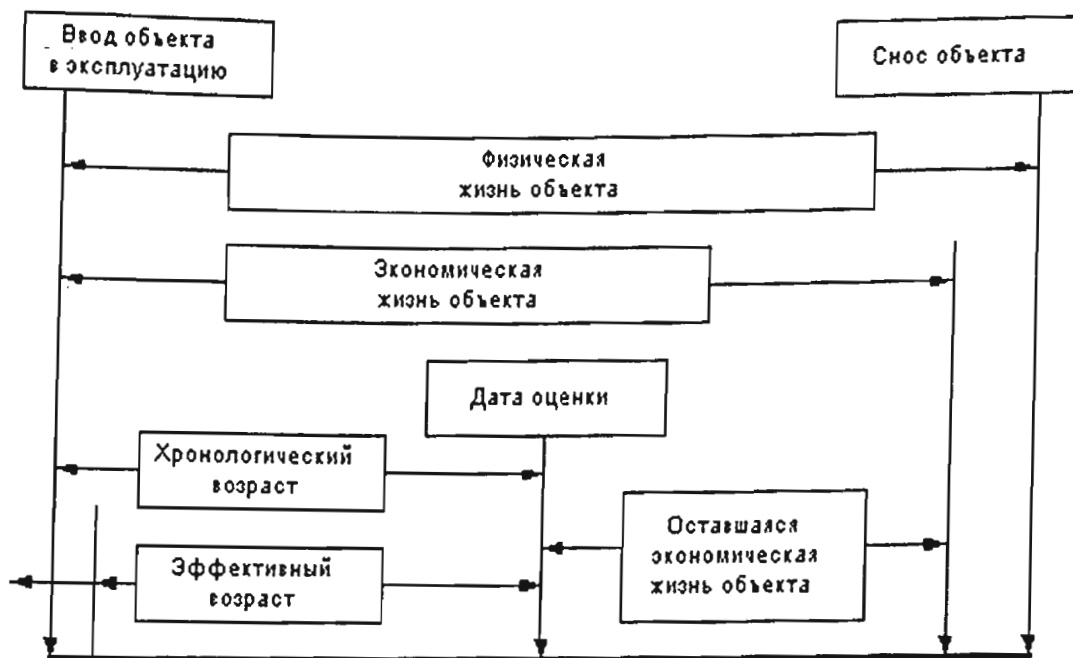 Ввод объекта
в эксплуатацию
Снос объекта
Физическая
жизнь объекта
Экономическая
жизнь объекта
Дата оценки
Хронологический
возраст
Оставшаяся
экономическая
жизнь объекта
Эффективный
возраст